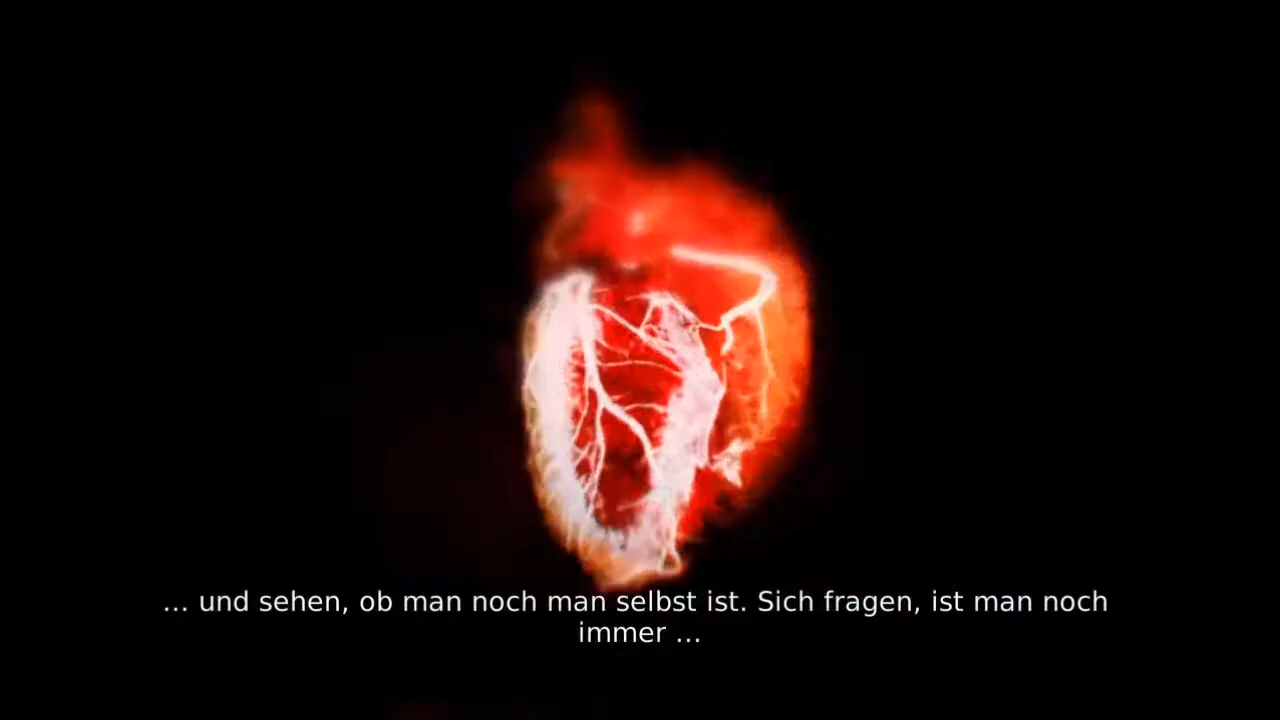 … und sehen, ob man noch man selbst ist. Sich fragen, ist man noch
immer …